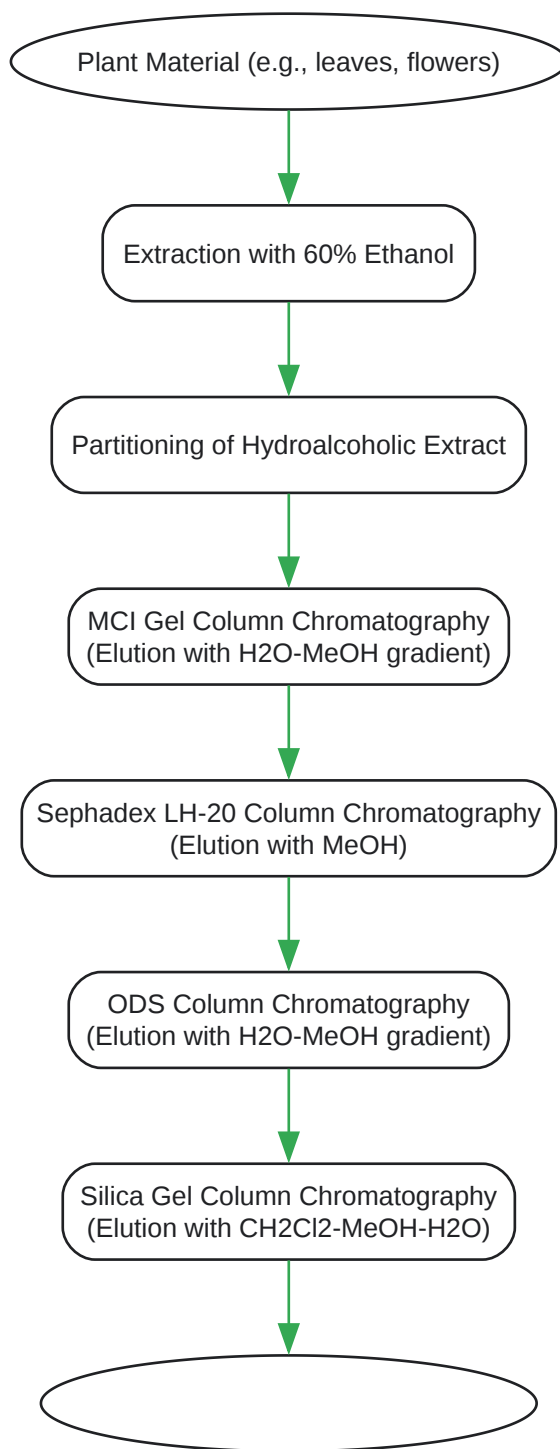 Plant Material (e.g., leaves, flowers)
Extraction with 60% Ethanol
Partitioning of Hydroalcoholic Extract
MCI Gel Column Chromatography
(Elution with H2O-MeOH gradient)
Sephadex LH-20 Column Chromatography
(Elution with MeOH)
ODS Column Chromatography
(Elution with H2O-MeOH gradient)
Silica Gel Column Chromatography
(Elution with CH2Cl2-MeOH-H2O)